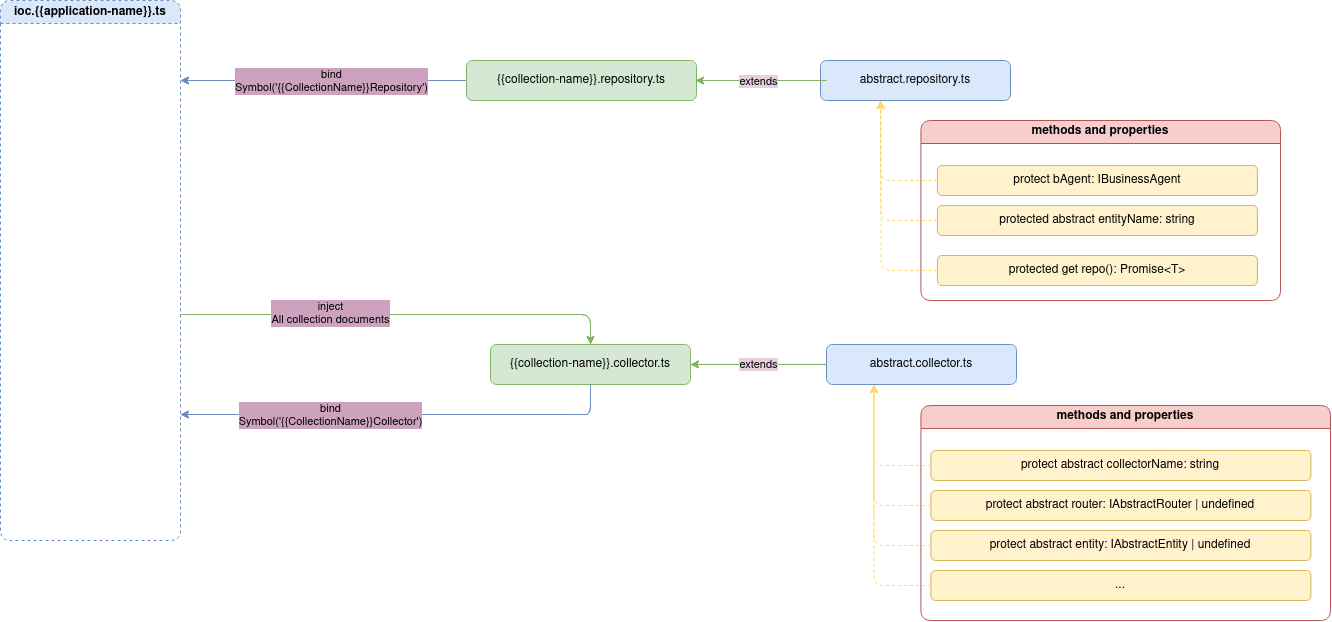 ioc.{{application-name}}.ts
bind
Symbol('{{CollectionName}}Repository')
{{collection-name}}.repository.ts
extends
abstract.repository.ts
methods and properties
protect bAgent: IBusinessAgent
protected abstract entityName: string
protected get repo(): Promise<T>
inject
All collection documents
{{collection-name}}.collector.ts
extends
abstract.collector.ts
bind
Symbol('{{CollectionName}}Collector')
methods and properties
protect abstract collectorName: string
protect abstract router: IAbstractRouter | undefined
protect abstract entity: IAbstractEntity | undefined
...